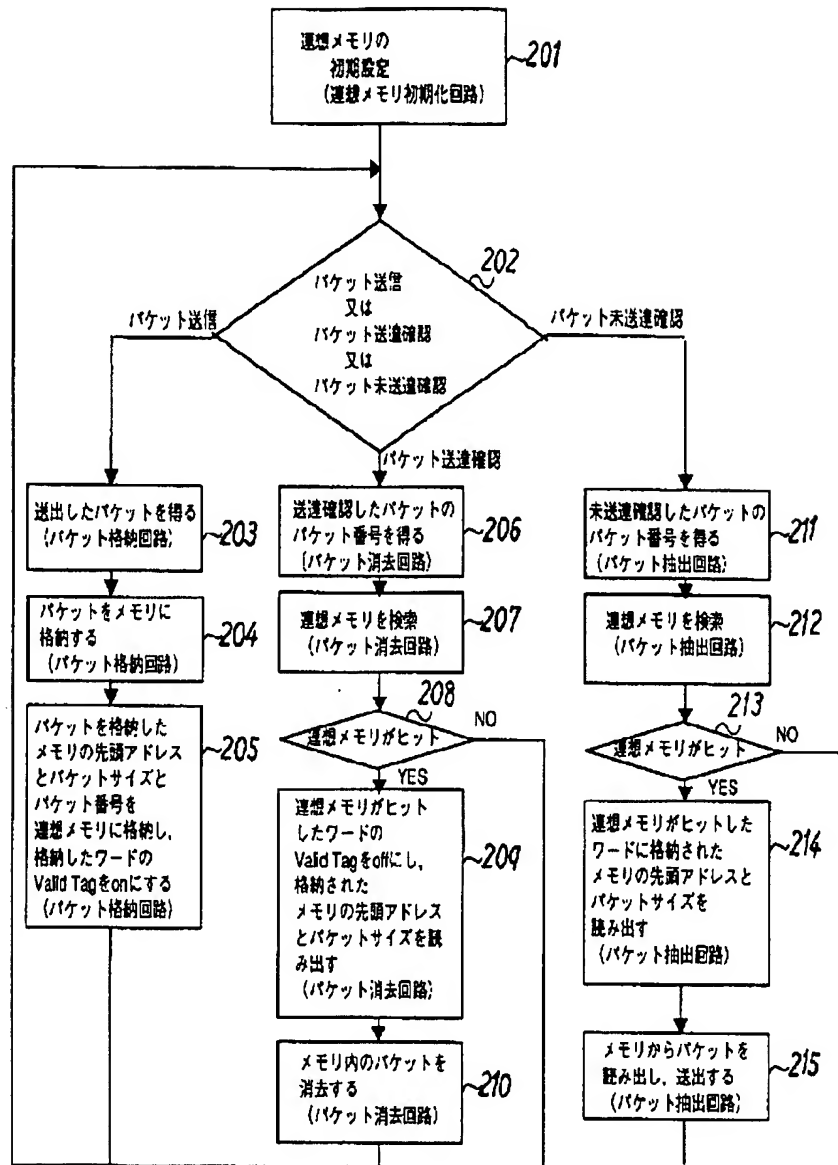 連想メモリの
初期設定
(連想メモリ初期化回路)
201
202
パケット送信
又は
パケット送達確認
又は
パケット未送達確認
パケット送信
パケット未送達確認
パケット送達確認
送出したパケットを得る
(パケット格納回路)
203
パケットをメモリに
格納する
(パケット格納回路)
204
パケットを格納した
メモリの先頭アドレス
とパケットサイズと
パケット番号を
連想メモリに格納し,
格納したワードの
Valid Tagをonにする
(パケット格納回路)
205
送達確認したパケットの
パケット番号を得る
(パケット消去回路)
206
連想メモリを検索
(パケット消去回路)
207
208
連想メモリがヒット
NO
YES
連想メモリがヒット
したワードの
Valid Tagをoffにし,
格納された
メモリの先頭アドレス
とパケットサイズを読
み出す
(パケット消去回路)
209
メモリ内のパケットを
消去する
(パケット消去回路)
210
未送達確認したパケットの
パケット番号を得る
(パケット抽出回路)
211
連想メモリを検索
(パケット抽出回路)
212
213
連想メモリがヒット
NO
YES
連想メモリがヒットした
ワードに格納された
メモリの先頭アドレスと
パケットサイズを
読み出す
(パケット抽出回路)
214
メモリからパケットを
読み出し, 送出する
(パケット抽出回路)
215